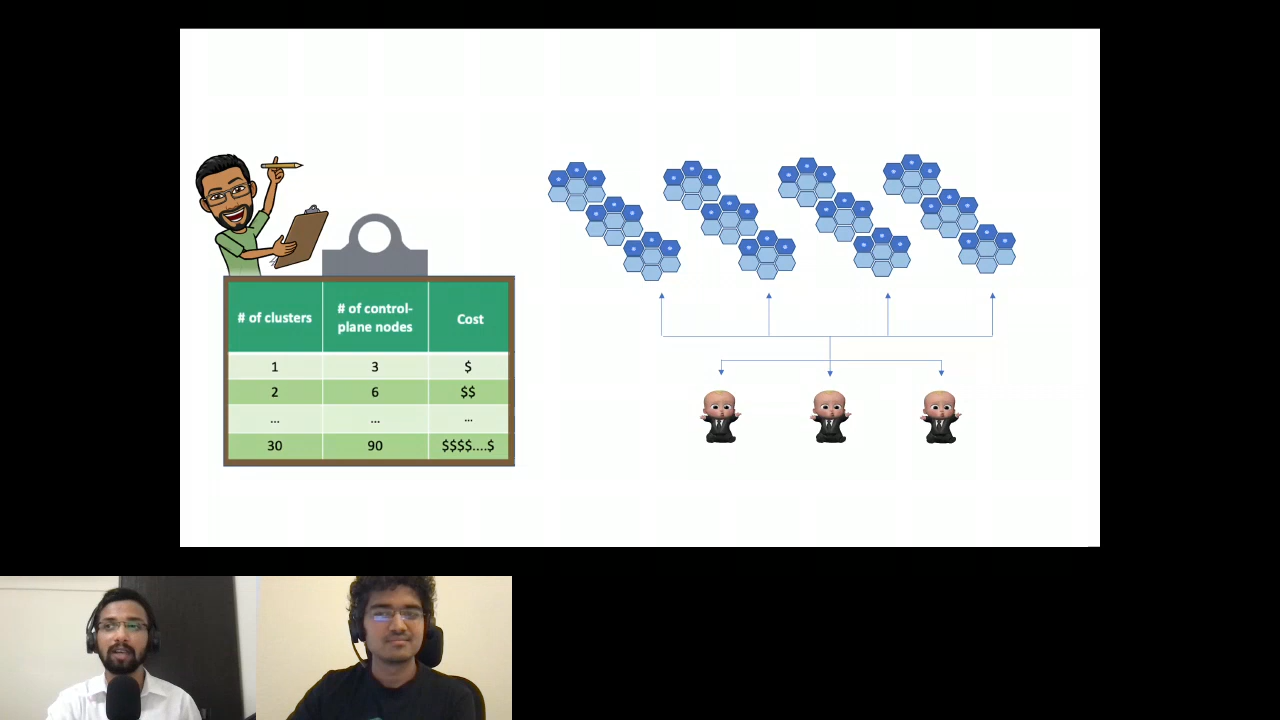 # of clusters
# of control-
plane nodes
Cost
1 3 $
2 6 $$
... ... ...
30 90 $$$$....$